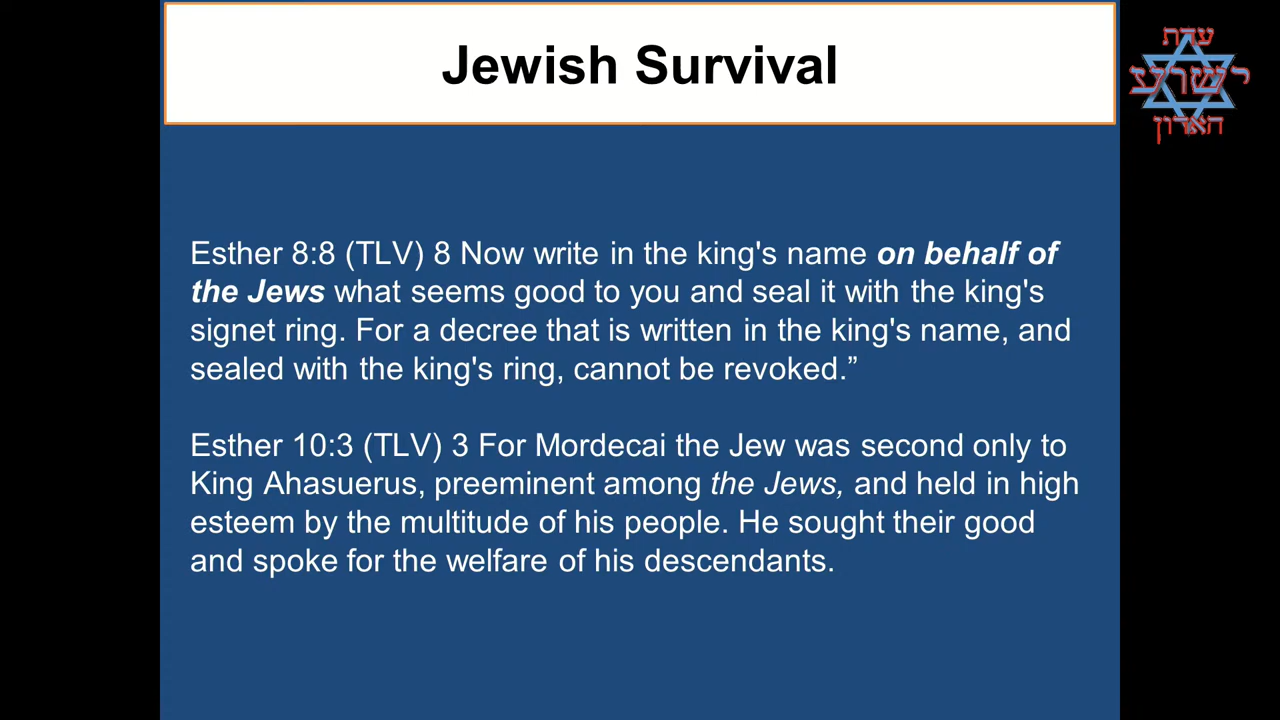 Jewish Survival
עדת
ישוע
האדון
Esther 8:8 (TLV) 8 Now write in the king's name on behalf of
the Jews what seems good to you and seal it with the king's
signet ring. For a decree that is written in the king's name, and
sealed with the king's ring, cannot be revoked.”
Esther 10:3 (TLV) 3 For Mordecai the Jew was second only to
King Ahasuerus, preeminent among the Jews, and held in high
esteem by the multitude of his people. He sought their good
and spoke for the welfare of his descendants.